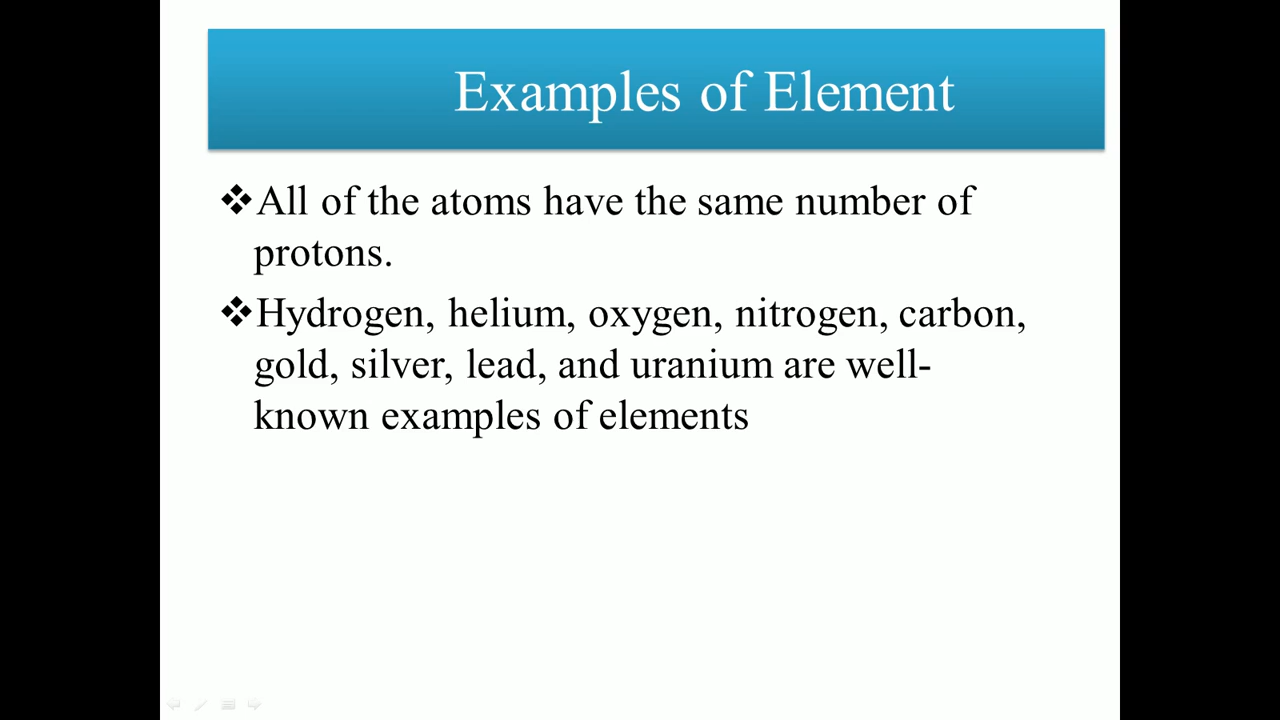 Examples of Element
❖All of the atoms have the same number of
protons.
❖Hydrogen, helium, oxygen, nitrogen, carbon,
gold, silver, lead, and uranium are well-
known examples of elements